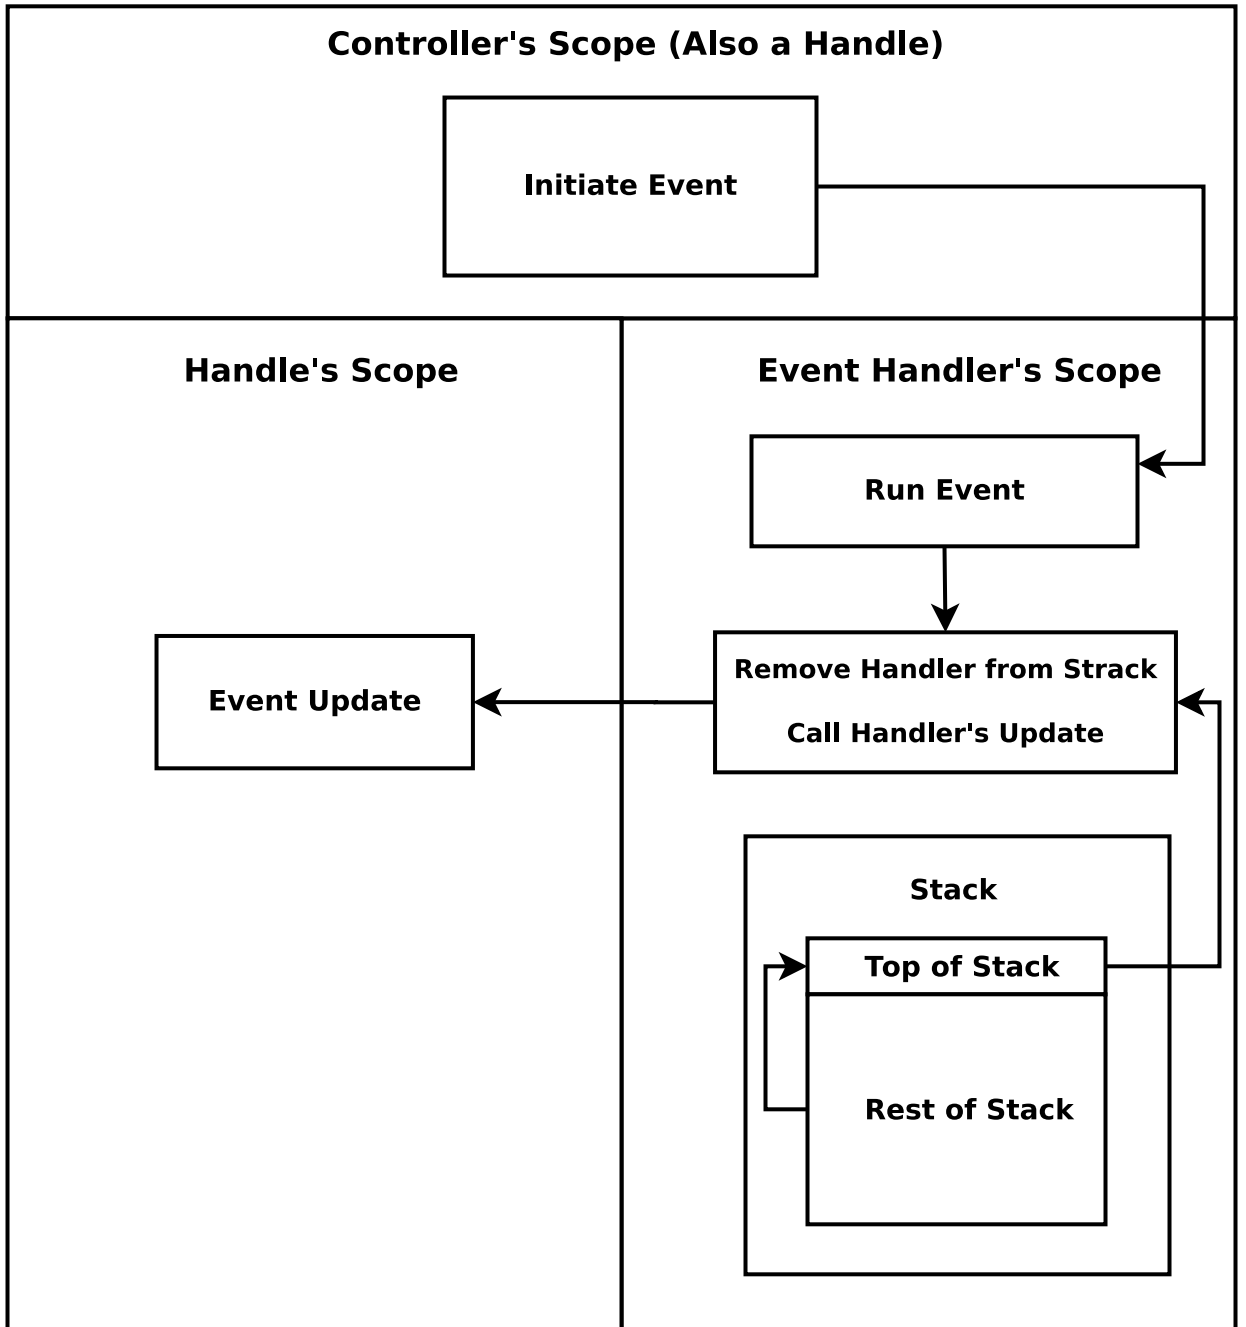 Controller's Scope (Also a Handle)
Initiate Event
Handle's Scope
Event Handler's Scope
Run Event
Remove Handler from Strack
Call Handler's Update
Event Update
Stack
Top of Stack
Rest of Stack